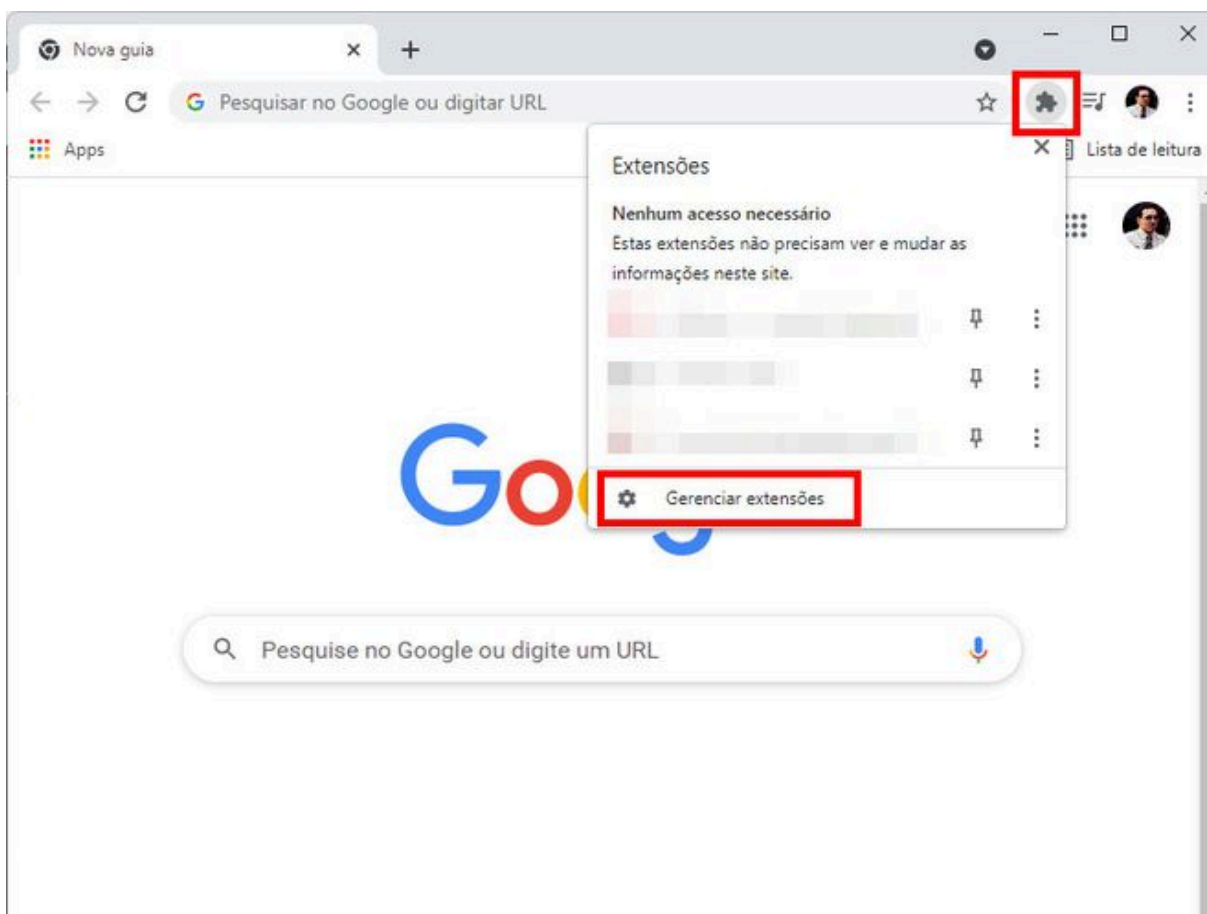 Nova guia
Pesquisar no Google ou digitar URL
Apps
Lista de leitura
Extensões
Nenhum acesso necessário
Estas extensões não precisam ver e mudar as
informações neste site.
Gerenciar extensões
Goo
Pesquise no Google ou digite um URL